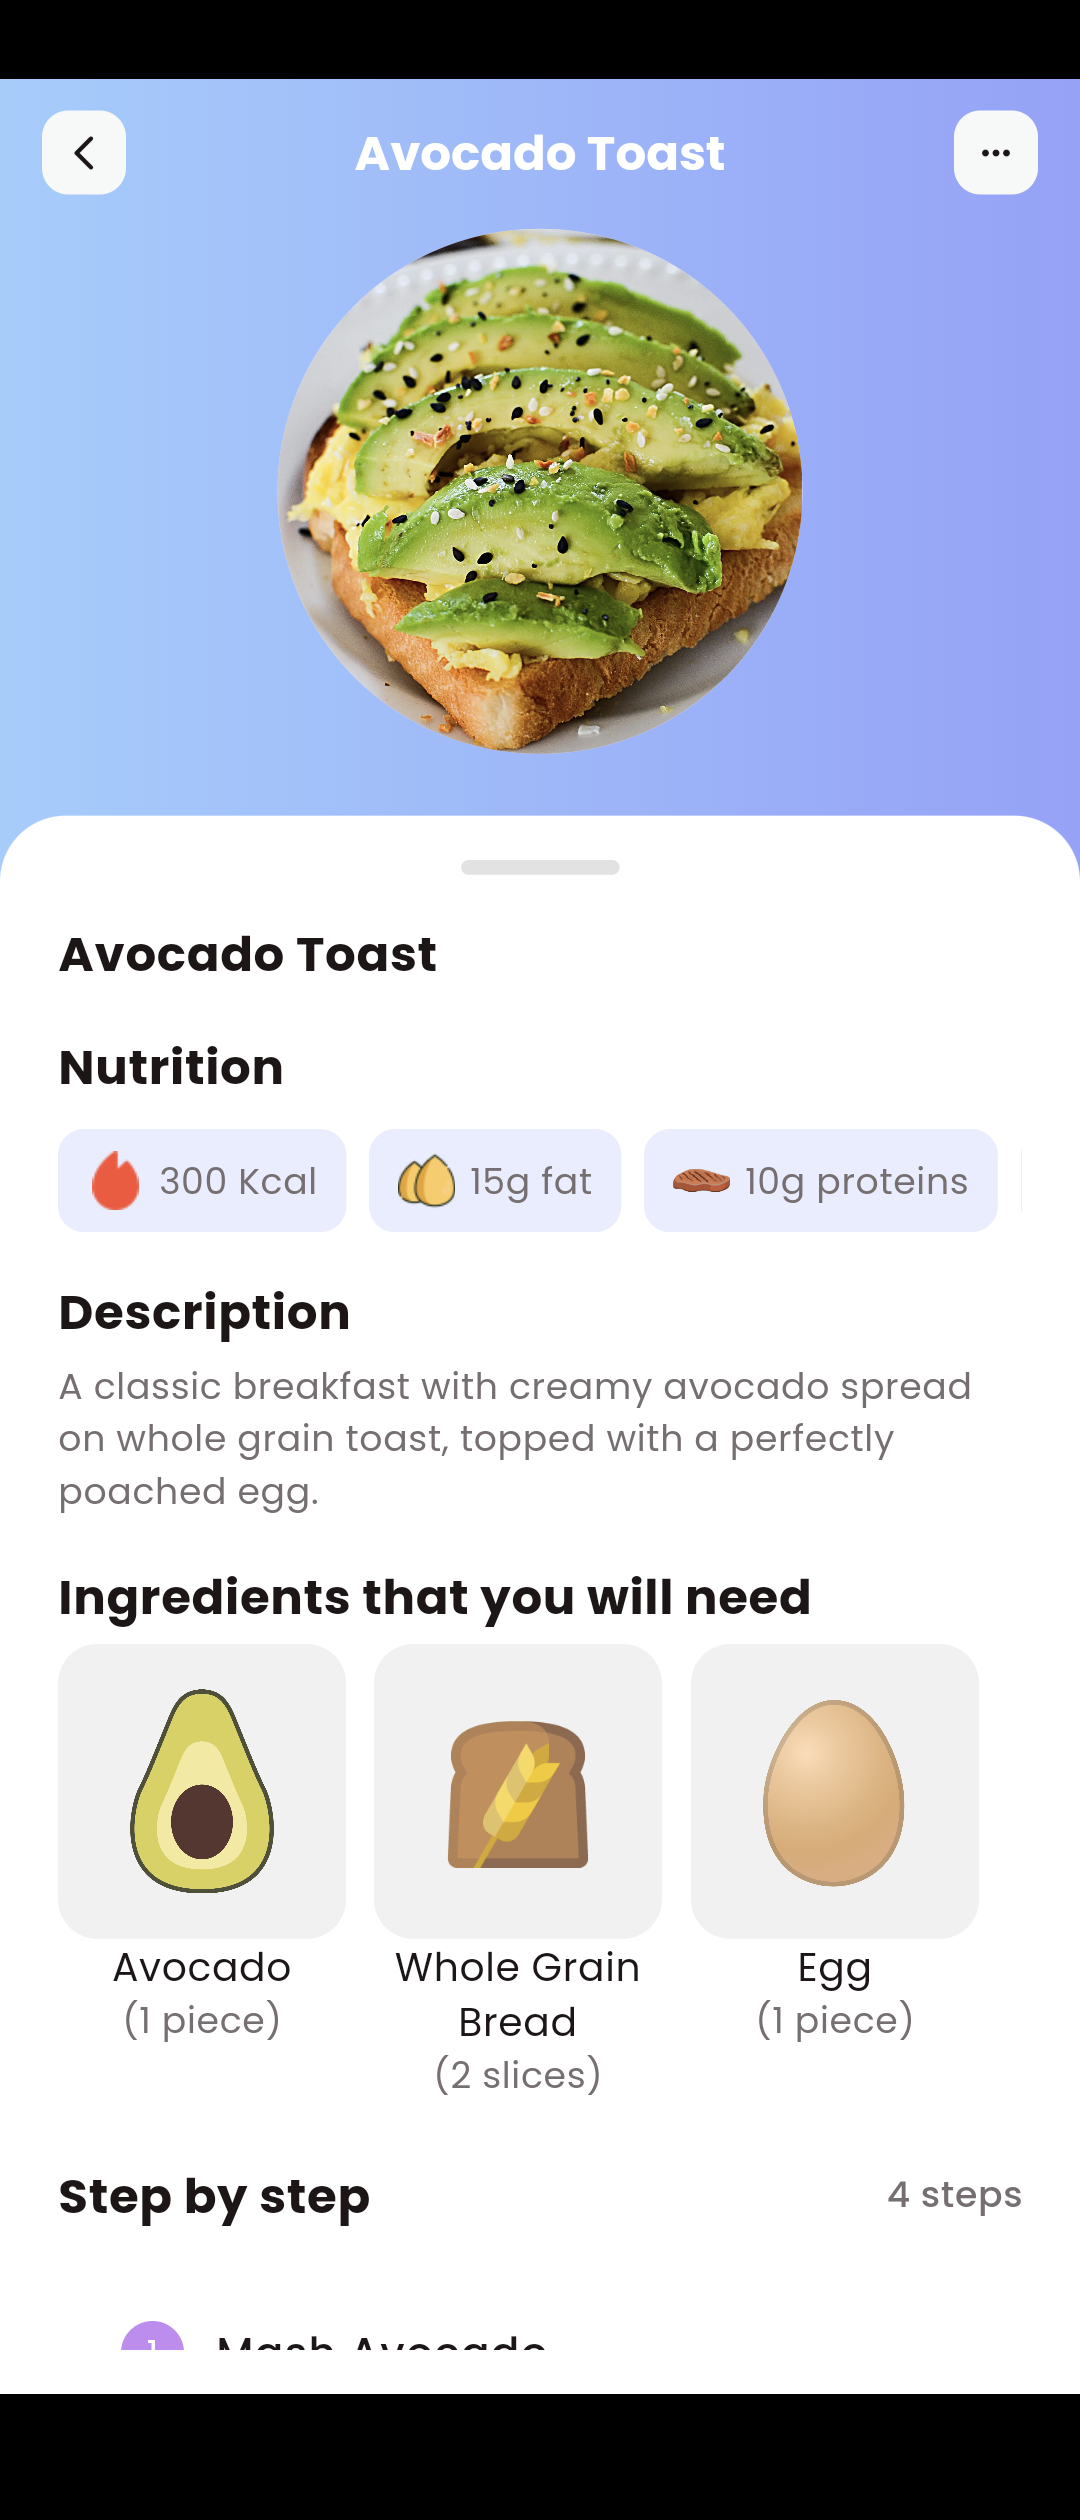 Avocado Toast
Avocado Toast
Nutrition
300 Kcal
15g fat
10g proteins
Description
A classic breakfast with creamy avocado spread
on whole grain toast, topped with a perfectly
poached egg.
Ingredients that you will need
Avocado
(1 piece)
Whole Grain
Bread
(2 slices)
Egg
(1 piece)
Step by step
4 steps
1
Mash Avocado